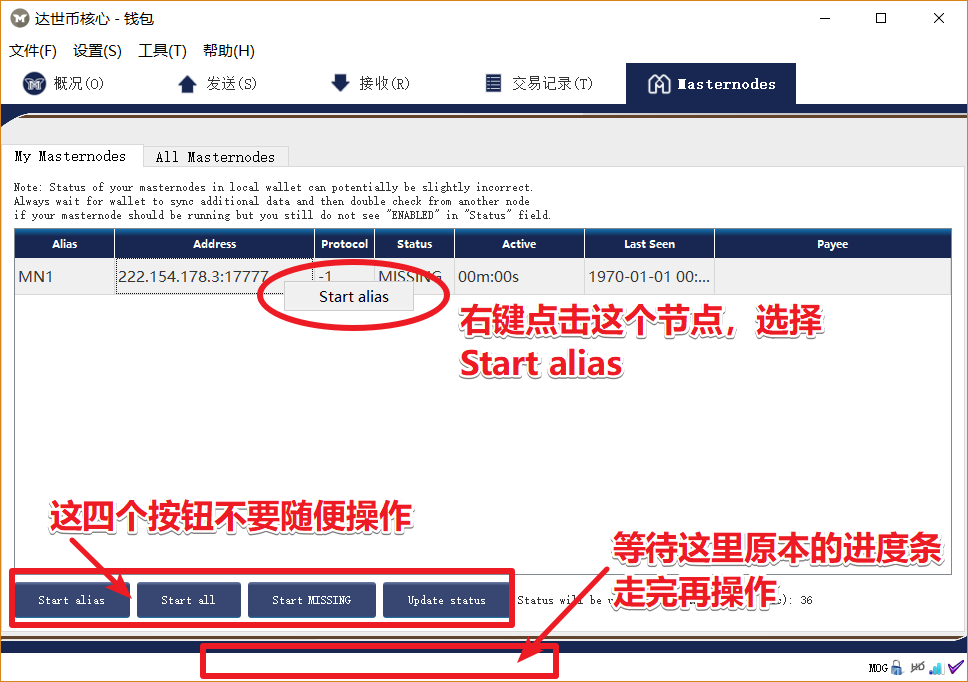 达世币核心 - 钱包
文件(F) 设置(S) 工具(T) 帮助(H)
概况(O) 发送(S) 接收(R) 交易记录(T) Masternodes
My Masternodes All Masternodes
Note: Status of your masternodes in local wallet can potentially be slightly incorrect.
Always wait for wallet to sync additional data and then double check from another node
if your masternode should be running but you still do not see "ENABLED" in "Status" field.
Alias Address Protocol Status Active Last Seen Payee
MN1 222.154.178.3:17777 -1 MISSING 00m:00s 1970-01-01 00:...
Start alias
右键点击这个节点，选择
Start alias
这四个按钮不要随便操作
等待这里原本的进度条
走完再操作
Start alias Start all Start MISSING Update status Status will be : 36
MOG HD